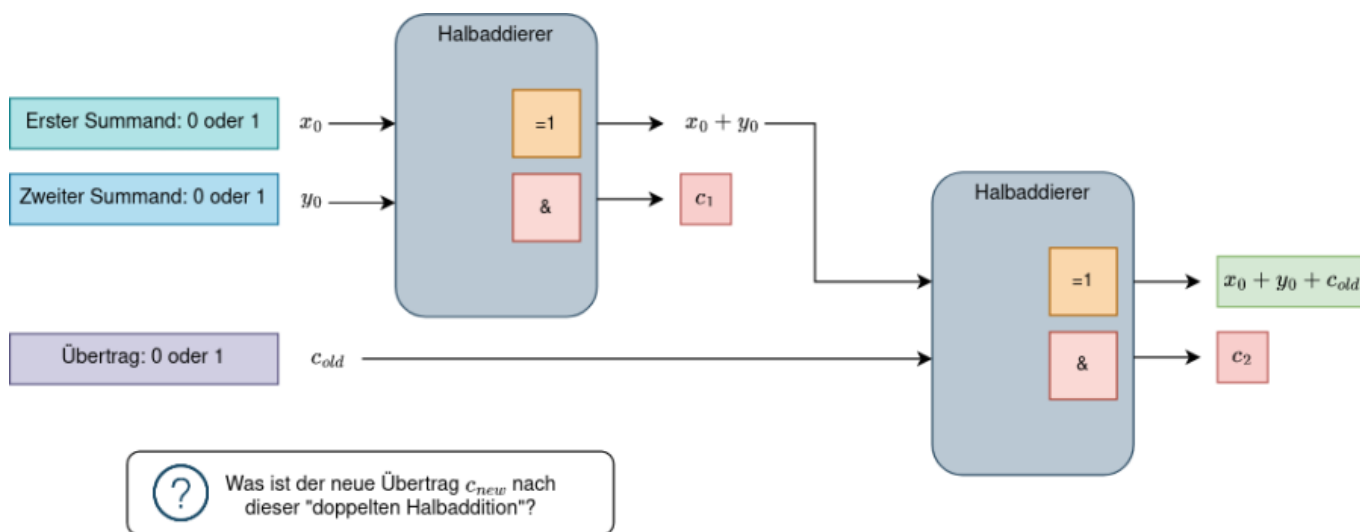 Halbaddierer
Erster Summand: 0 oder 1
x₀
=1
x₀ + y₀
Zweiter Summand: 0 oder 1
y₀
&
c₁
Halbaddierer
=1
x₀ + y₀ + c_old
Übertrag: 0 oder 1
c_old
&
c₂
?
Was ist der neue Übertrag c_new nach
dieser "doppelten Halbaddition"?